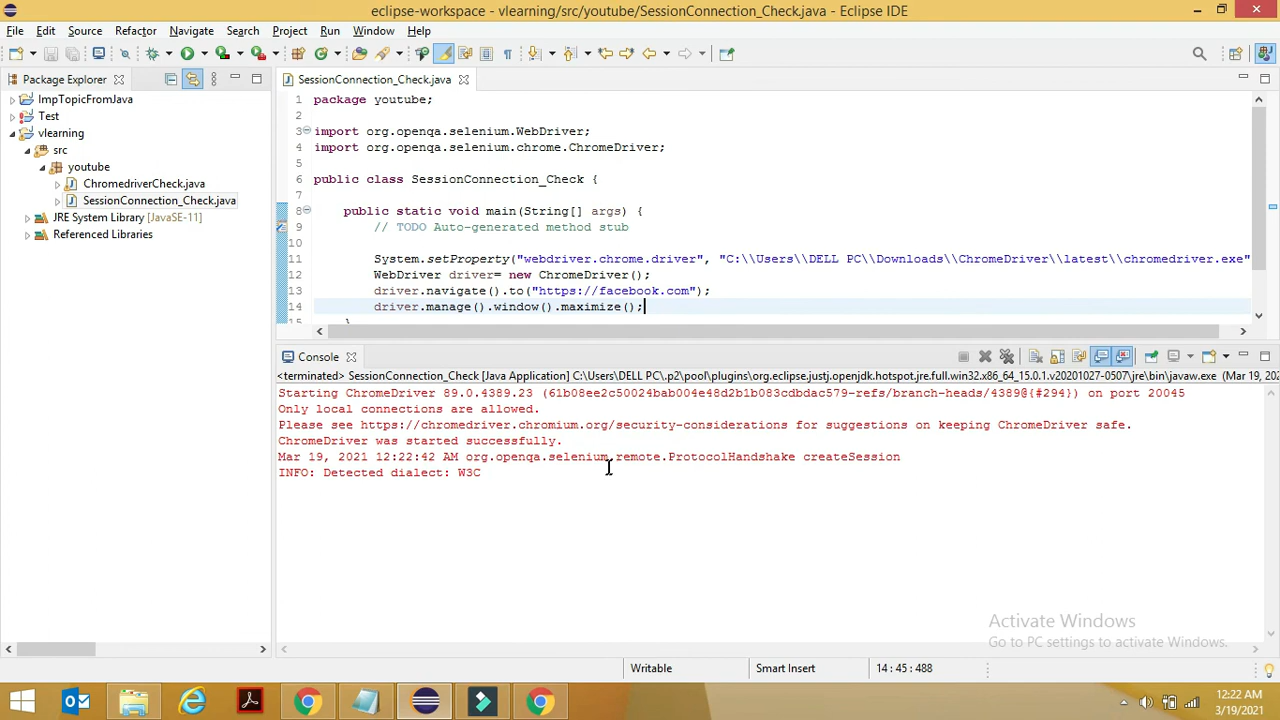 eclipse-workspace - vlearning/src/youtube/SessionConnection_Check.java - Eclipse IDE
File Edit Source Refactor Navigate Search Project Run Window Help
Package Explorer
ImpTopicFromJava
Test
vlearning
src
youtube
ChromedriverCheck.java
SessionConnection_Check.java
JRE System Library [JavaSE-11]
Referenced Libraries
SessionConnection_Check.java
1 package youtube;
2
3 import org.openqa.selenium.WebDriver;
4 import org.openqa.selenium.chrome.ChromeDriver;
5
6 public class SessionConnection_Check {
7
8 public static void main(String[] args) {
9 // TODO Auto-generated method stub
10
11 System.setProperty("webdriver.chrome.driver", "C:\\Users\\DELL PC\\Downloads\\ChromeDriver\\latest\\chromedriver.exe"
12 WebDriver driver= new ChromeDriver();
13 driver.navigate().to("https://facebook.com");
14 driver.manage().window().maximize();
15 }
Console
<terminated> SessionConnection_Check [Java Application] C:\Users\DELL PC\.p2\pool\plugins\org.eclipse.justj.openjdk.hotspot.jre.full.win32.x86_64_15.0.1.v20201027-0507\jre\bin\javaw.exe (Mar 19, 202
Starting ChromeDriver 89.0.4389.23 (61b08ee2c50024bab004e48d2b1b083cdbdac579-refs/branch-heads/4389@{#294}) on port 20045
Only local connections are allowed.
Please see https://chromedriver.chromium.org/security-considerations for suggestions on keeping ChromeDriver safe.
ChromeDriver was started successfully.
Mar 19, 2021 12:22:42 AM org.openqa.selenium.remote.ProtocolHandshake createSession
INFO: Detected dialect: W3C
Activate Windows
Go to PC settings to activate Windows.
Writable Smart Insert 14 : 45 : 488
12:22 AM
3/19/2021